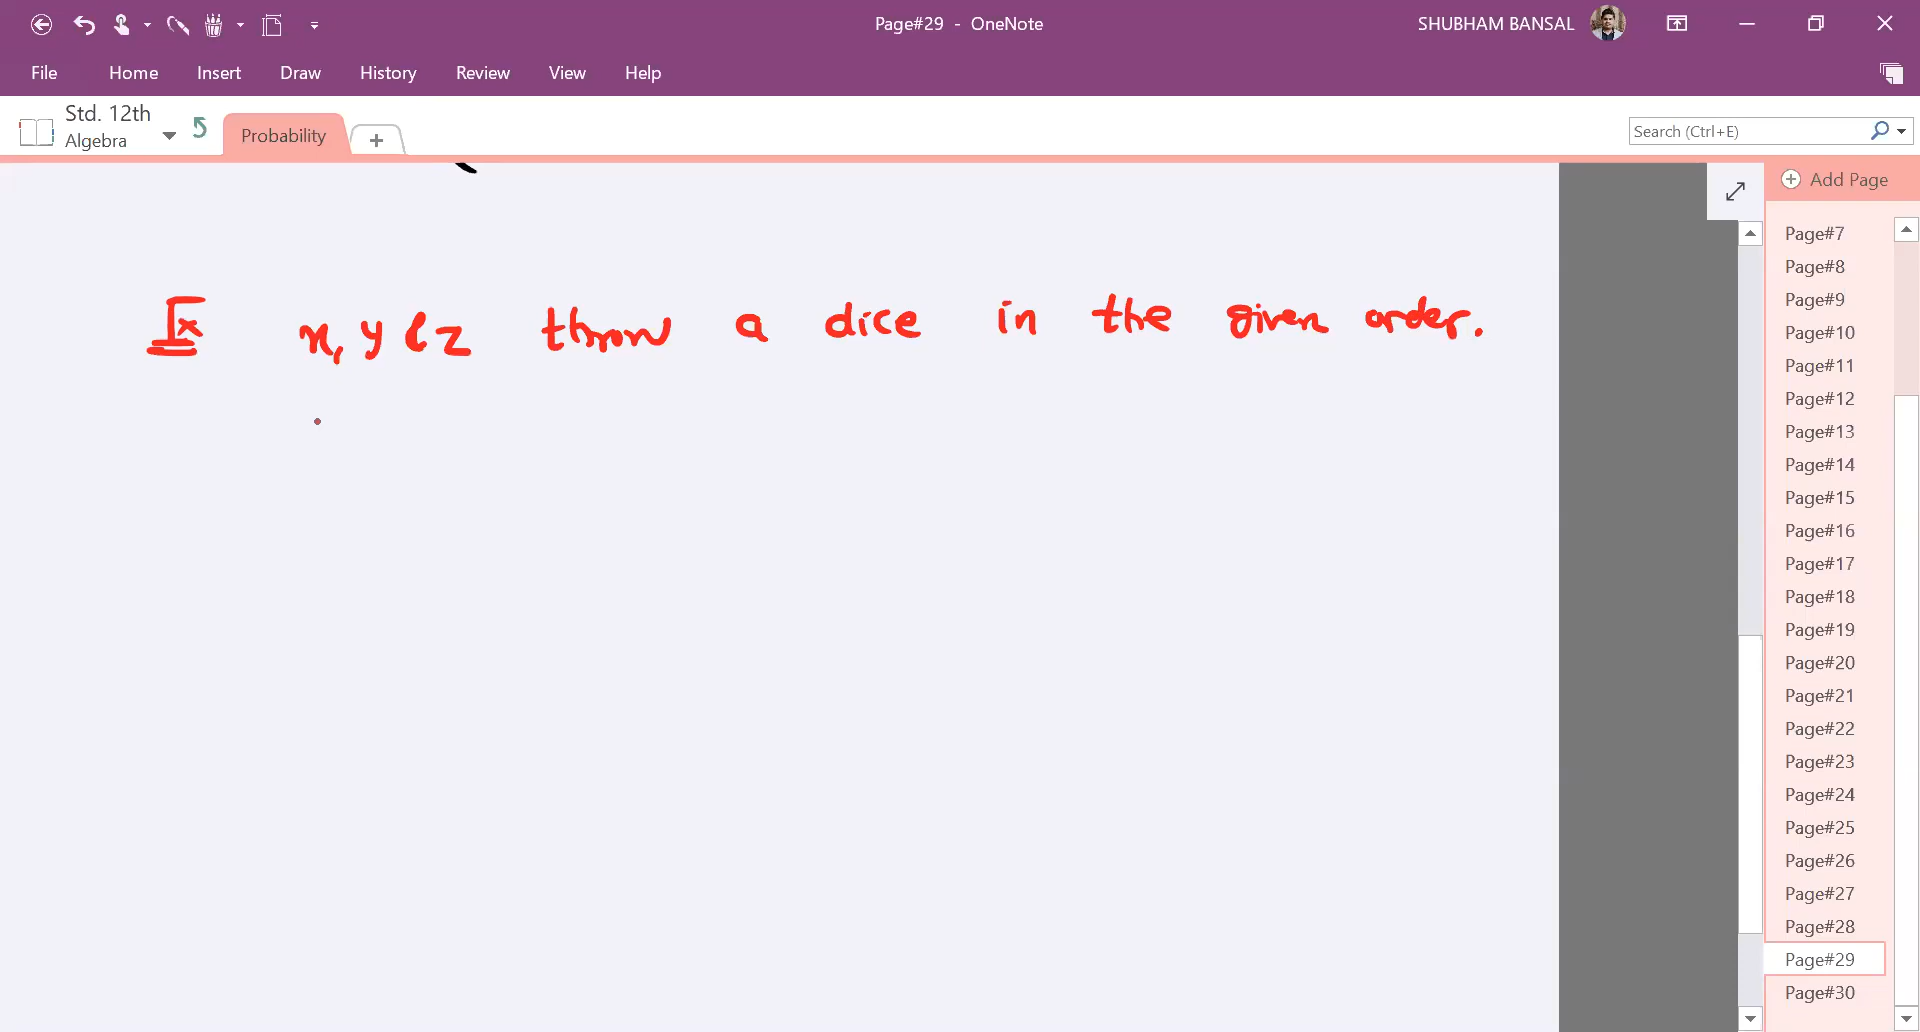 Page#29 - OneNote
SHUBHAM BANSAL
File Home Insert Draw History Review View Help
Std. 12th
Algebra
Probability
Search (Ctrl+E)
Add Page
Ex x, y & z throw a dice in the given order.
Page#7
Page#8
Page#9
Page#10
Page#11
Page#12
Page#13
Page#14
Page#15
Page#16
Page#17
Page#18
Page#19
Page#20
Page#21
Page#22
Page#23
Page#24
Page#25
Page#26
Page#27
Page#28
Page#29
Page#30